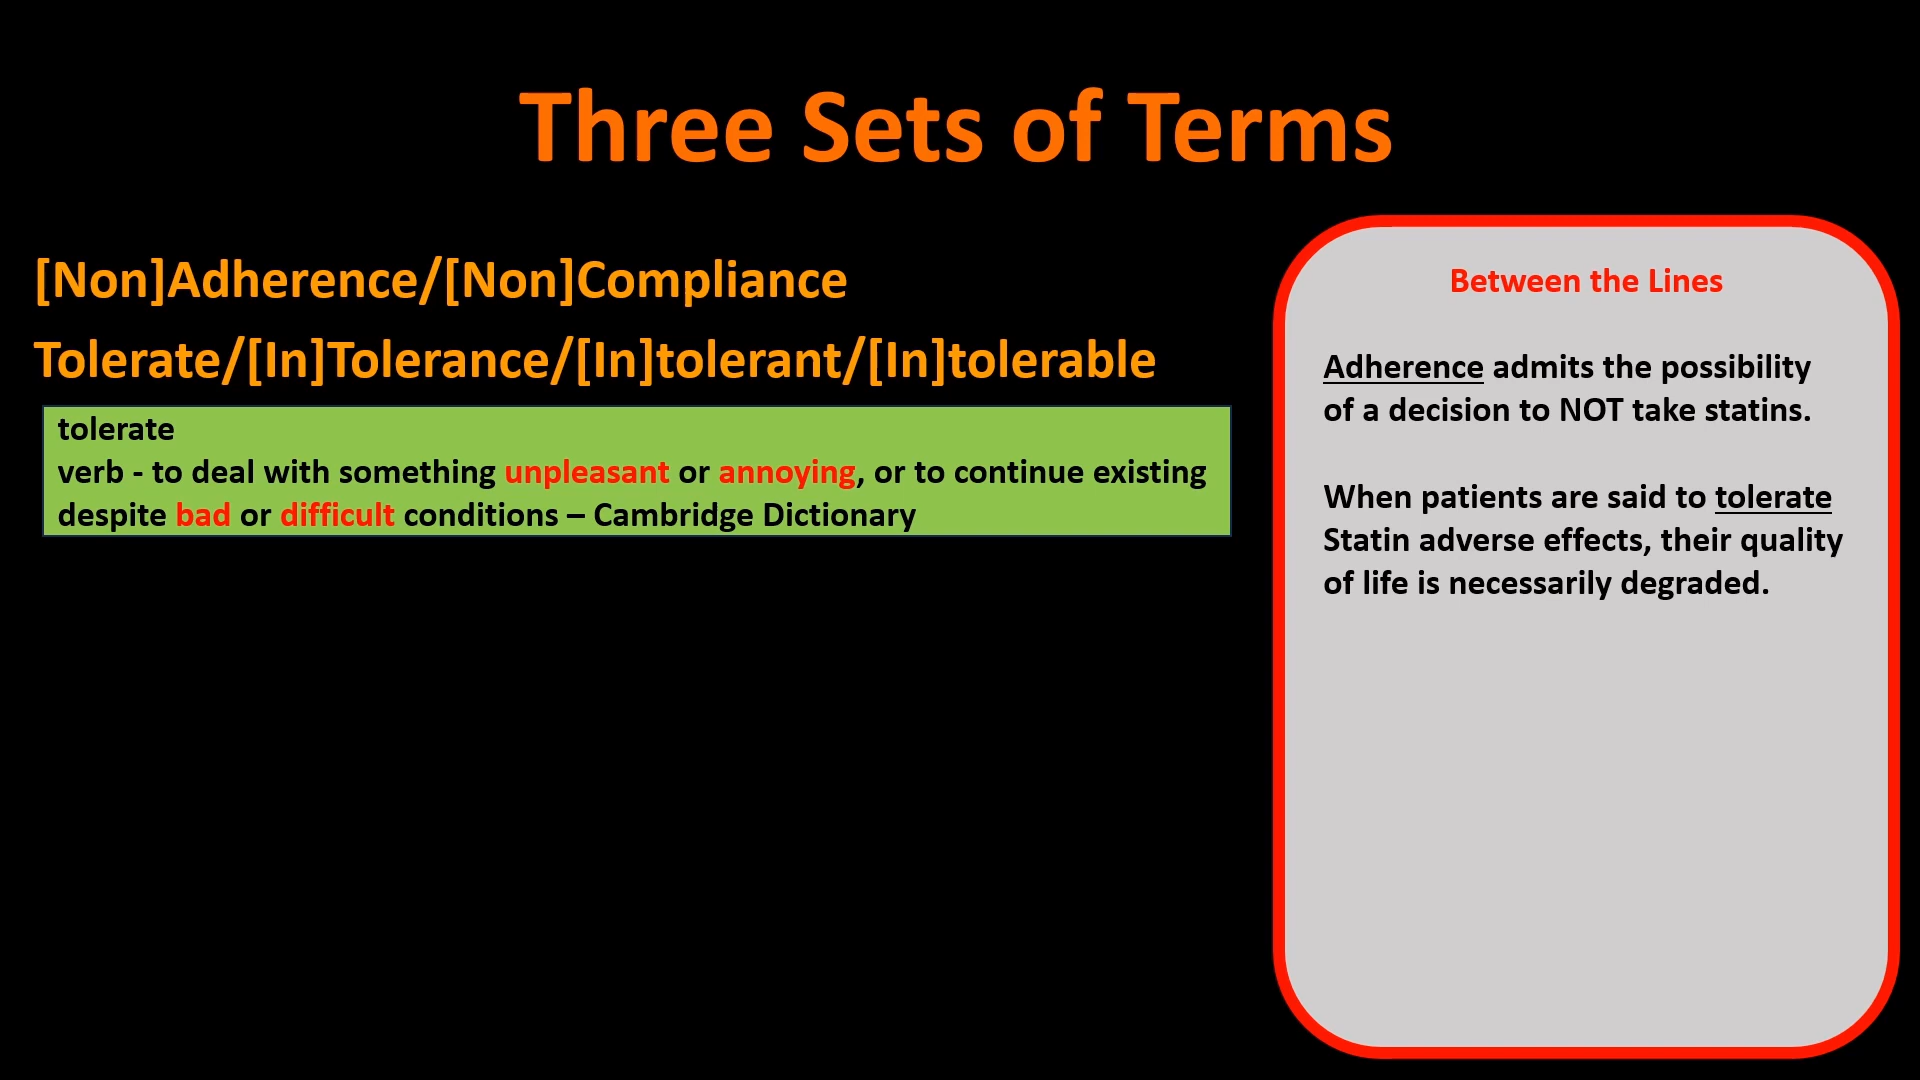 Three Sets of Terms
[Non]Adherence/[Non]Compliance
Tolerate/[In]Tolerance/[In]tolerant/[In]tolerable
tolerate
verb - to deal with something unpleasant or annoying, or to continue existing
despite bad or difficult conditions – Cambridge Dictionary
Between the Lines
Adherence admits the possibility
of a decision to NOT take statins.
When patients are said to tolerate
Statin adverse effects, their quality
of life is necessarily degraded.